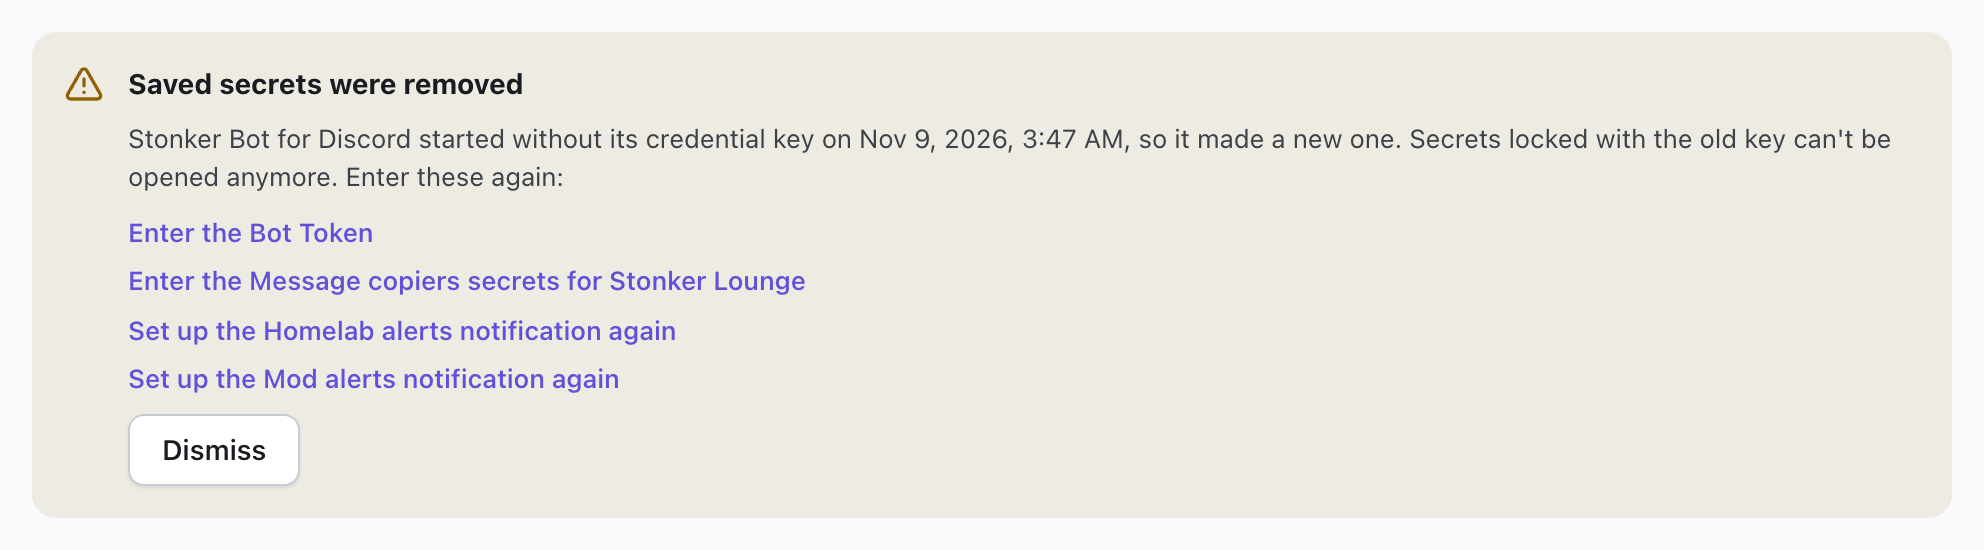 Saved secrets were removed
Stonker Bot for Discord started without its credential key on Nov 9, 2026, 3:47 AM, so it made a new one. Secrets locked with the old key can't be
opened anymore. Enter these again:
Enter the Bot Token
Enter the Message copiers secrets for Stonker Lounge
Set up the Homelab alerts notification again
Set up the Mod alerts notification again
Dismiss